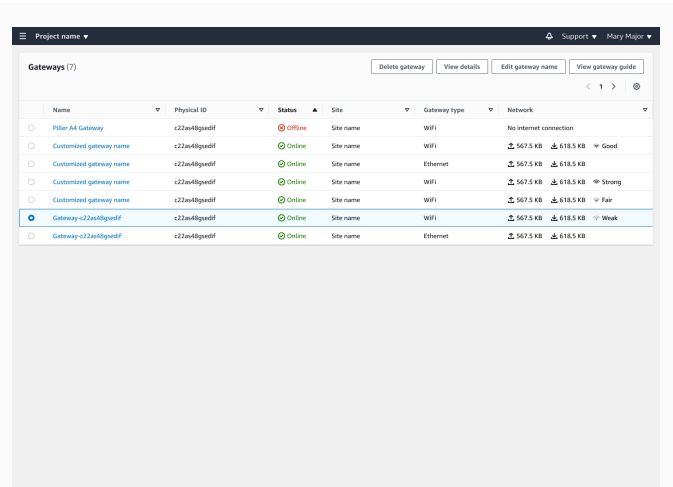 Project name Support Mary Major
Gateways (7) Delete gateway View details Edit gateway name View gateway guide
1
Name Physical ID Status Site Gateway type Network
Piller A4 Gateway c22as48gsedif Offline Site name WiFi No internet connection
Customized gateway name c22as48gsedif Online Site name WiFi 567.5 KB 618.5 KB Good
Customized gateway name c22as48gsedif Online Site name Ethernet 567.5 KB 618.5 KB
Customized gateway name c22as48gsedif Online Site name WiFi 567.5 KB 618.5 KB Strong
Customized gateway name c22as48gsedif Online Site name WiFi 567.5 KB 618.5 KB Fair
Gateway-c22as48gsedif c22as48gsedif Online Site name WiFi 567.5 KB 618.5 KB Weak
Gateway-c22as48gsedif c22as48gsedif Online Site name Ethernet 567.5 KB 618.5 KB